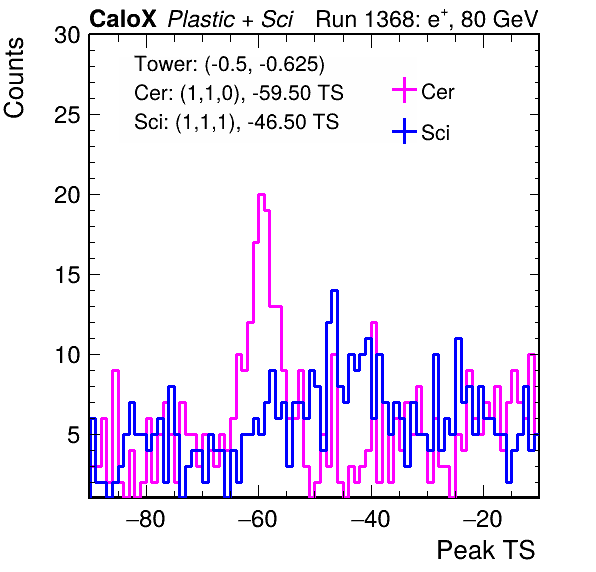 CaloX Plastic + Sci Run 1368: e⁺, 80 GeV
Counts
30
25
20
15
10
5
Tower: (-0.5, -0.625)
Cer: (1,1,0), -59.50 TS
Sci: (1,1,1), -46.50 TS
Cer
Sci
−80 −60 −40 −20
Peak TS